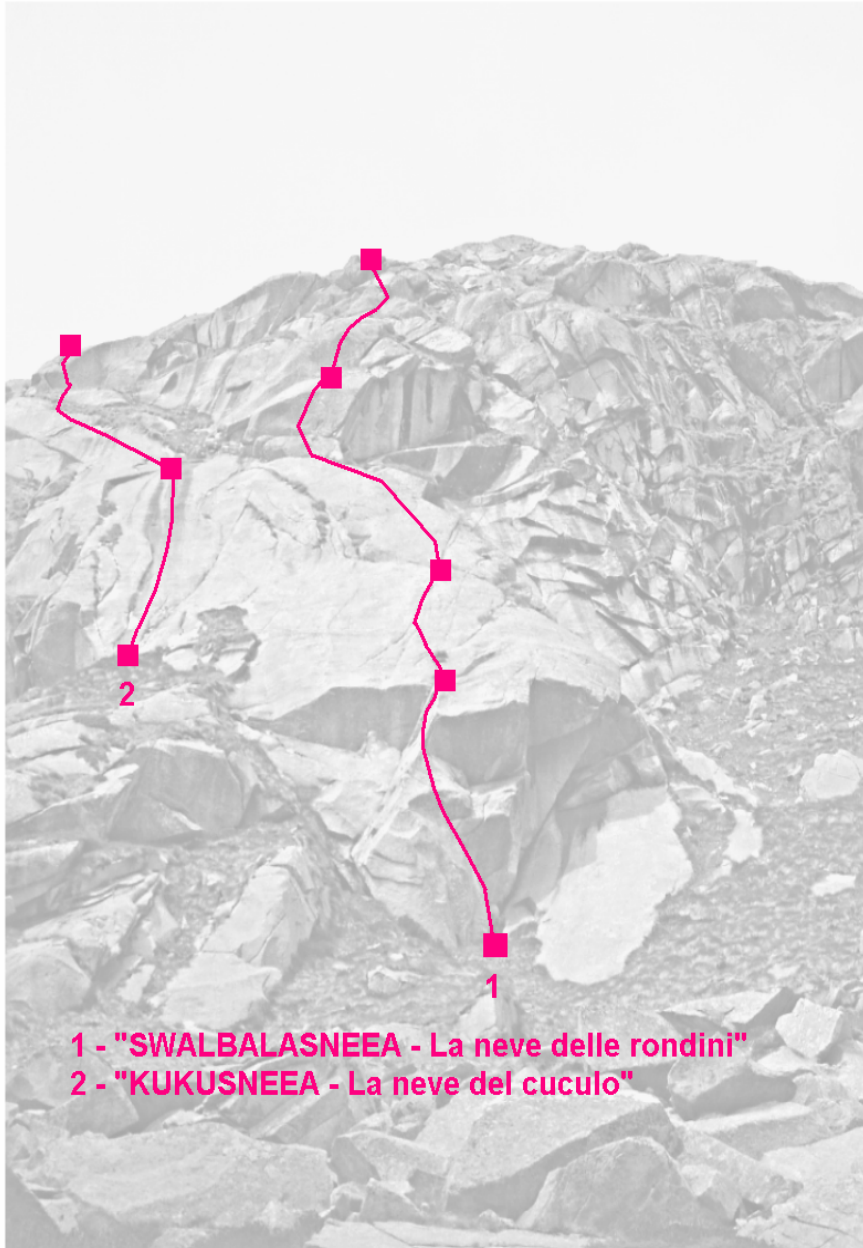 2
1
1 - "SWALBALASNEEA - La neve delle rondini"
2 - "KUKUSNEEA - La neve del cuculo"